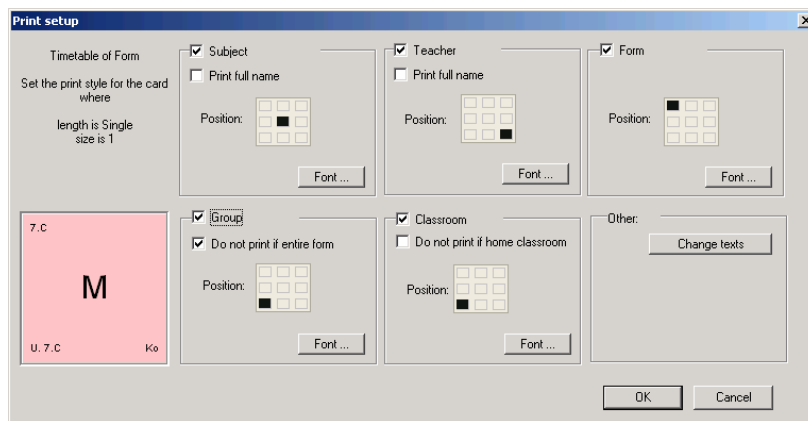 Print setup
Timetable of Form
Set the print style for the card
where
length is Single
size is 1
Subject
Print full name
Position:
Font ...
Teacher
Print full name
Position:
Font ...
Form
Position:
Font ...
7.C
M
U. 7.C
Ko
Group
Do not print if entire form
Position:
Font ...
Classroom
Do not print if home classroom
Position:
Font ...
Other:
Change texts
OK
Cancel